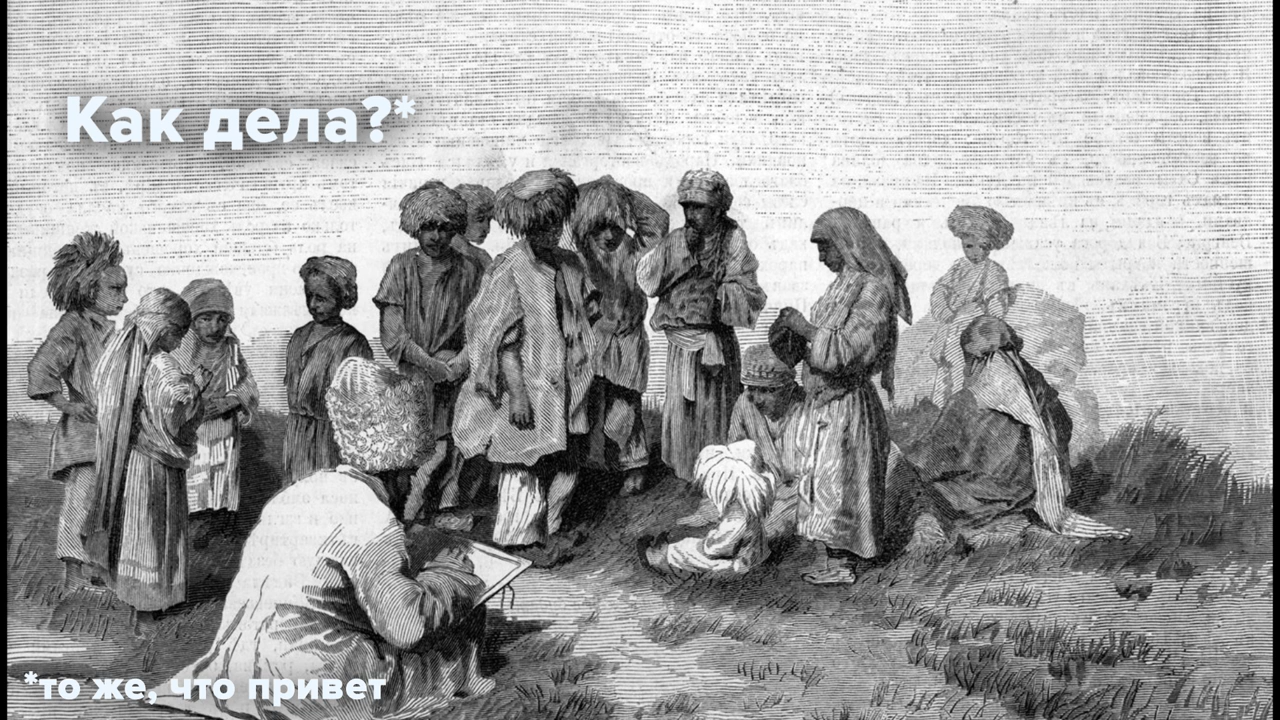 Как дела?*
*то же, что привет